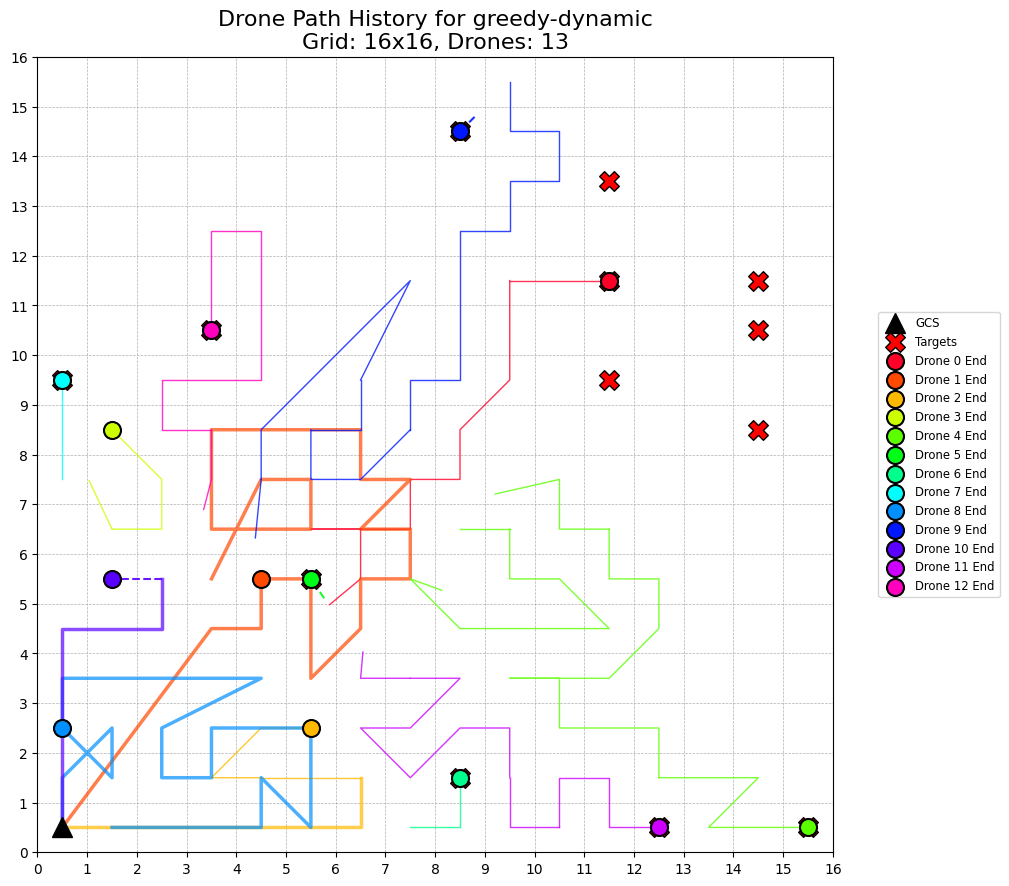 Drone Path History for greedy-dynamic
Grid: 16x16, Drones: 13
16
15
14
13
12
11
10
9
8
7
6
5
4
3
2
1
0
0 1 2 3 4 5 6 7 8 9 10 11 12 13 14 15 16
GCS
Targets
Drone 0 End
Drone 1 End
Drone 2 End
Drone 3 End
Drone 4 End
Drone 5 End
Drone 6 End
Drone 7 End
Drone 8 End
Drone 9 End
Drone 10 End
Drone 11 End
Drone 12 End